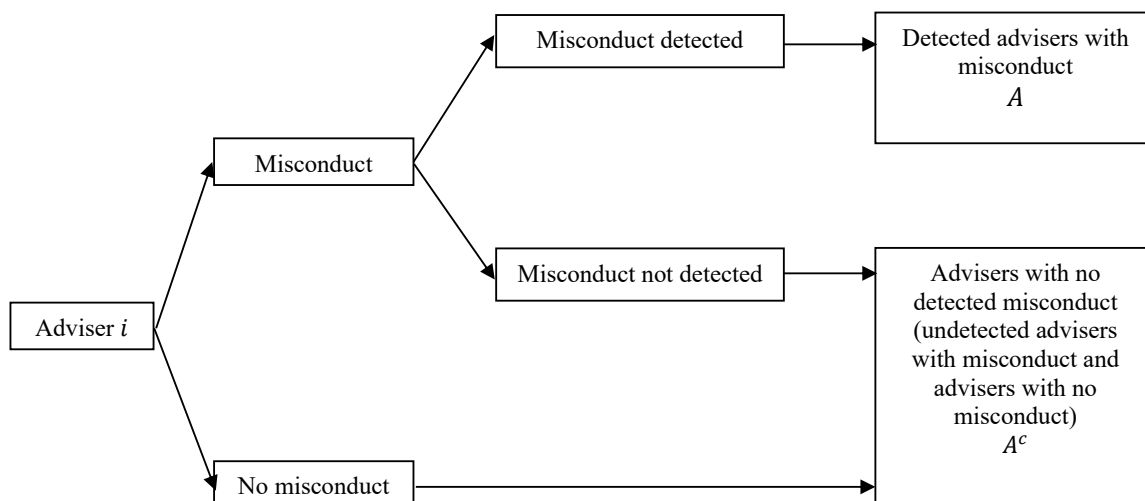 Misconduct detected
Detected advisers with
misconduct
A
Misconduct
Misconduct not detected
Advisers with no
detected misconduct
(undetected advisers
with misconduct and
advisers with no
misconduct)
Aᶜ
Adviser i
No misconduct